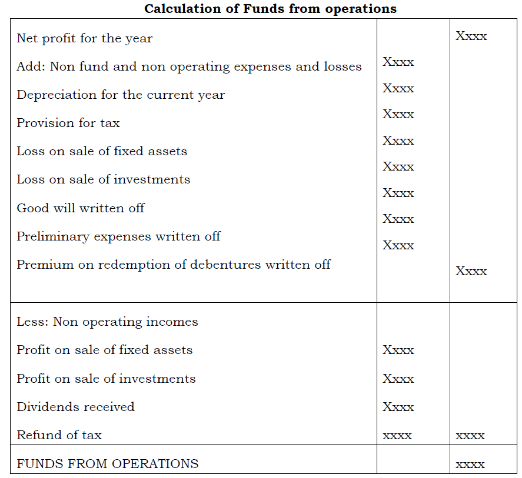 Calculation of Funds from operations
Net profit for the year Xxxx
Add: Non fund and non operating expenses and losses Xxxx
Depreciation for the current year Xxxx
Provision for tax Xxxx
Loss on sale of fixed assets Xxxx
Loss on sale of investments Xxxx
Good will written off Xxxx
Preliminary expenses written off Xxxx
Premium on redemption of debentures written off Xxxx
Xxxx
Less: Non operating incomes
Profit on sale of fixed assets Xxxx
Profit on sale of investments Xxxx
Dividends received Xxxx
Refund of tax xxxx xxxx
FUNDS FROM OPERATIONS xxxx